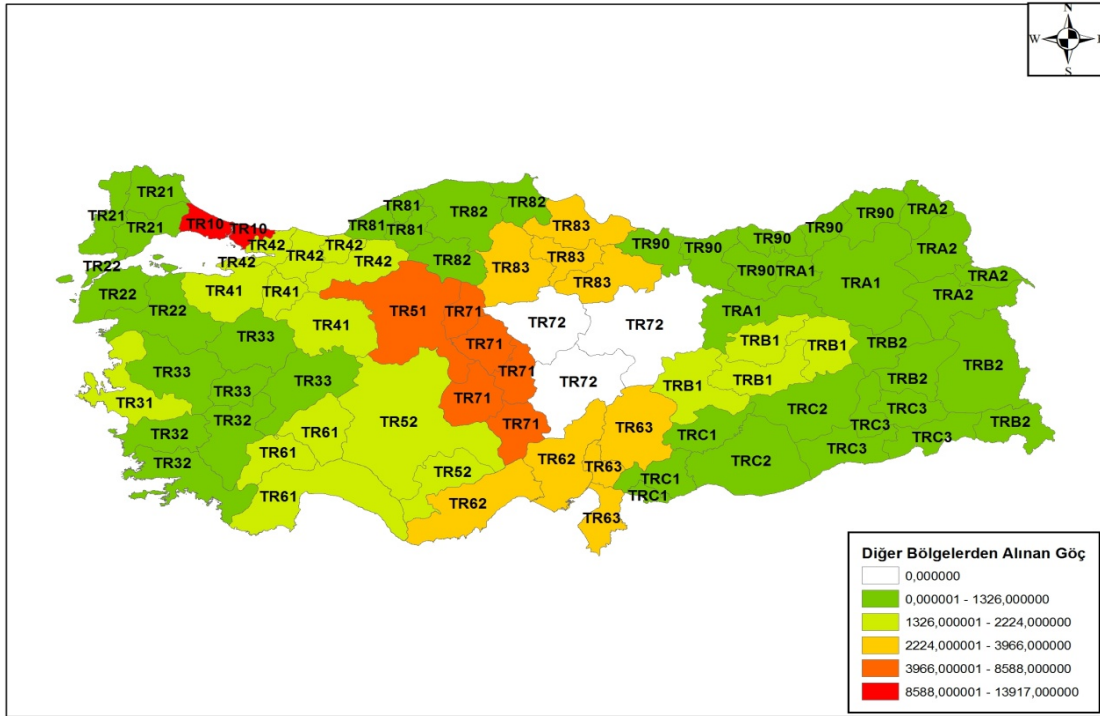 N
W E
S
TR21
TR90
TRA2
TR81
TR82
TR82
TR21
TR10
TR10
TR83
TR21
TR81
TR81
TR90
TR90
TR90
TR90
TRA2
TR42
TR42
TR42
TR42
TR42
TR82
TR83
TR83
TR83
TR90
TRA1
TRA1
TRA2
TRA2
TR22
TR22
TR22
TR41
TR41
TR51
TR71
TR72
TR72
TRA1
TR41
TR33
TR71
TRB1
TRB1
TRB2
TR33
TR33
TR33
TR71
TR72
TRB1
TRB1
TRB2
TR31
TR71
TR32
TR52
TR61
TR71
TR63
TRC2
TRC3
TRC3
TRB2
TR32
TR61
TRC1
TRC3
TRC3
TR32
TR52
TR62
TR63
TRC2
TR61
TR62
TRC1
TRC1
TR63
Diğer Bölgelerden Alınan Göç
0,000000
0,000001 - 1326,000000
1326,000001 - 2224,000000
2224,000001 - 3966,000000
3966,000001 - 8588,000000
8588,000001 - 13917,000000